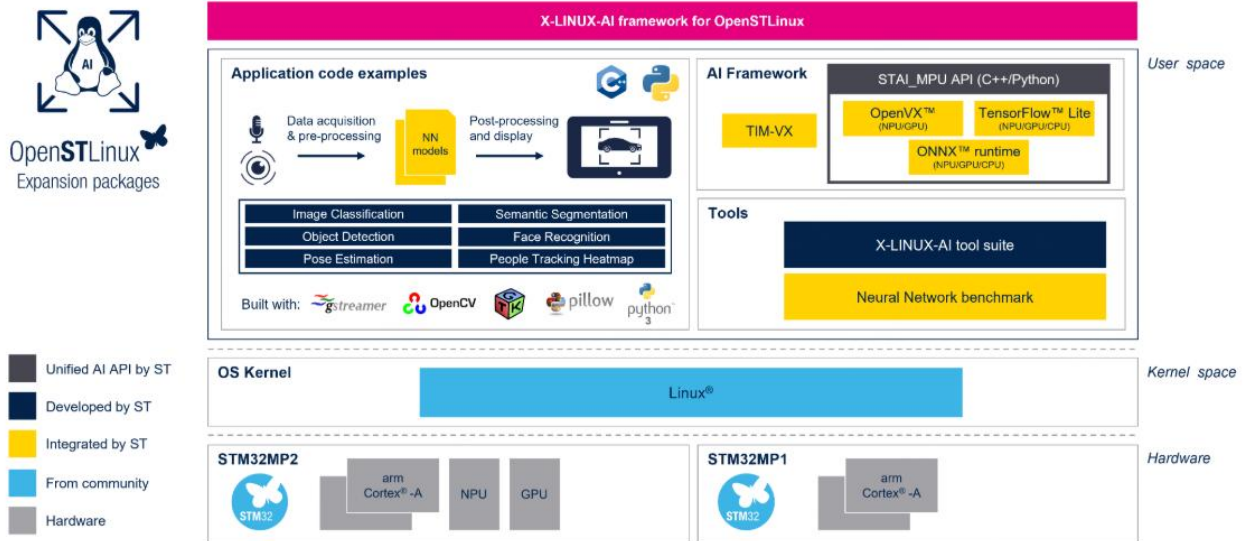 X-LINUX-AI framework for OpenSTLinux
AI
OpenSTLinux
Expansion packages
User space
Application code examples
Data acquisition
& pre-processing
NN
models
Post-processing
and display
Image Classification
Semantic Segmentation
Object Detection
Face Recognition
Pose Estimation
People Tracking Heatmap
Built with:
gstreamer
OpenCV
GTK
pillow
python™
3
AI Framework
TIM-VX
STAI_MPU API (C++/Python)
OpenVX™
(NPU/GPU)
TensorFlow™ Lite
(NPU/GPU/CPU)
ONNX™ runtime
(NPU/GPU/CPU)
Tools
X-LINUX-AI tool suite
Neural Network benchmark
Unified AI API by ST
Developed by ST
Integrated by ST
From community
Hardware
OS Kernel
Linux®
Kernel space
STM32MP2
STM32
arm
Cortex®-A
NPU
GPU
STM32MP1
STM32
arm
Cortex®-A
Hardware